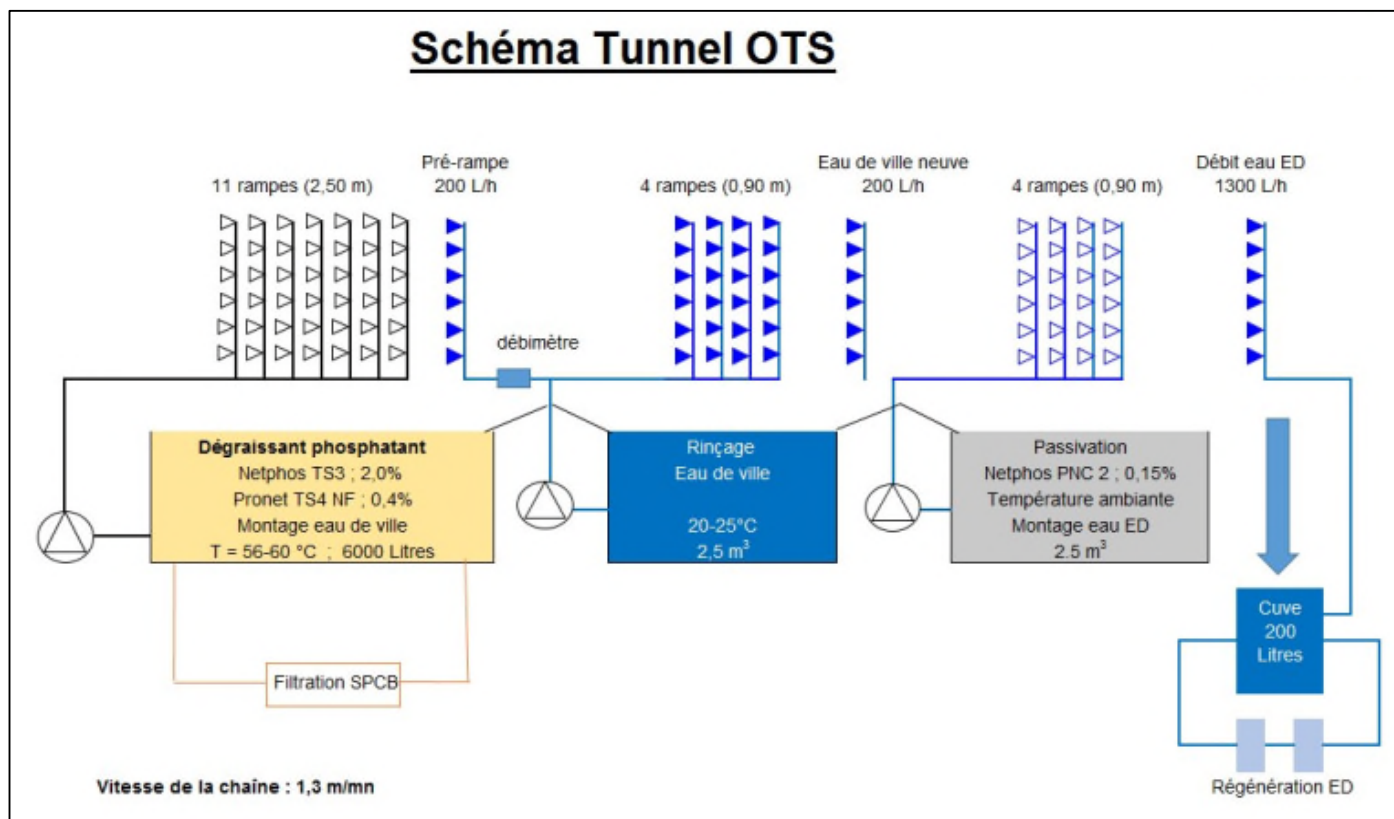 Schéma Tunnel OTS
11 rampes (2,50 m)
Pré-rampe
200 L/h
4 rampes (0,90 m)
Eau de ville neuve
200 L/h
4 rampes (0,90 m)
Débit eau ED
1300 L/h
débimètre
Dégraissant phosphatant
Netphos TS3 ; 2,0%
Pronet TS4 NF ; 0,4%
Montage eau de ville
T = 56-60 °C ; 6000 Litres
Rinçage
Eau de ville
20-25°C
2,5 m³
Passivation
Netphos PNC 2 ; 0,15%
Température ambiante
Montage eau ED
2.5 m³
Cuve
200
Litres
Filtration SPCB
Régénération ED
Vitesse de la chaîne : 1,3 m/mn